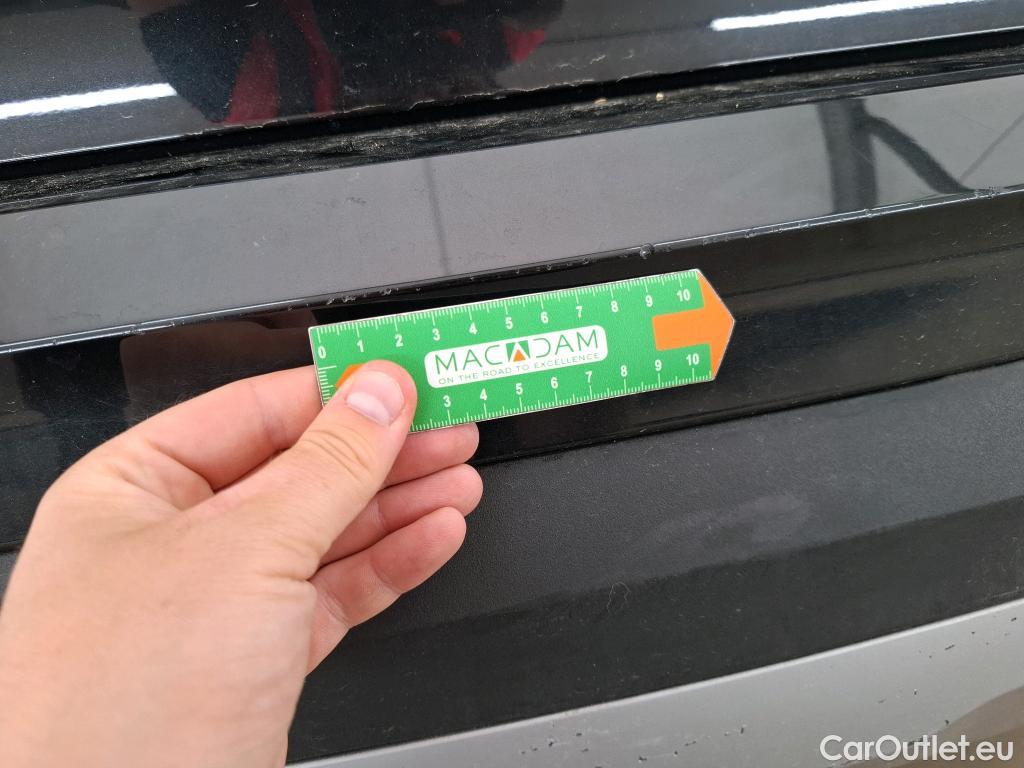 0 1 2 3 4 5 6 7 8 9 10
MACADAM
ON THE ROAD TO EXCELLENCE
3 4 5 6 7 8 9 10
CarOutlet.eu